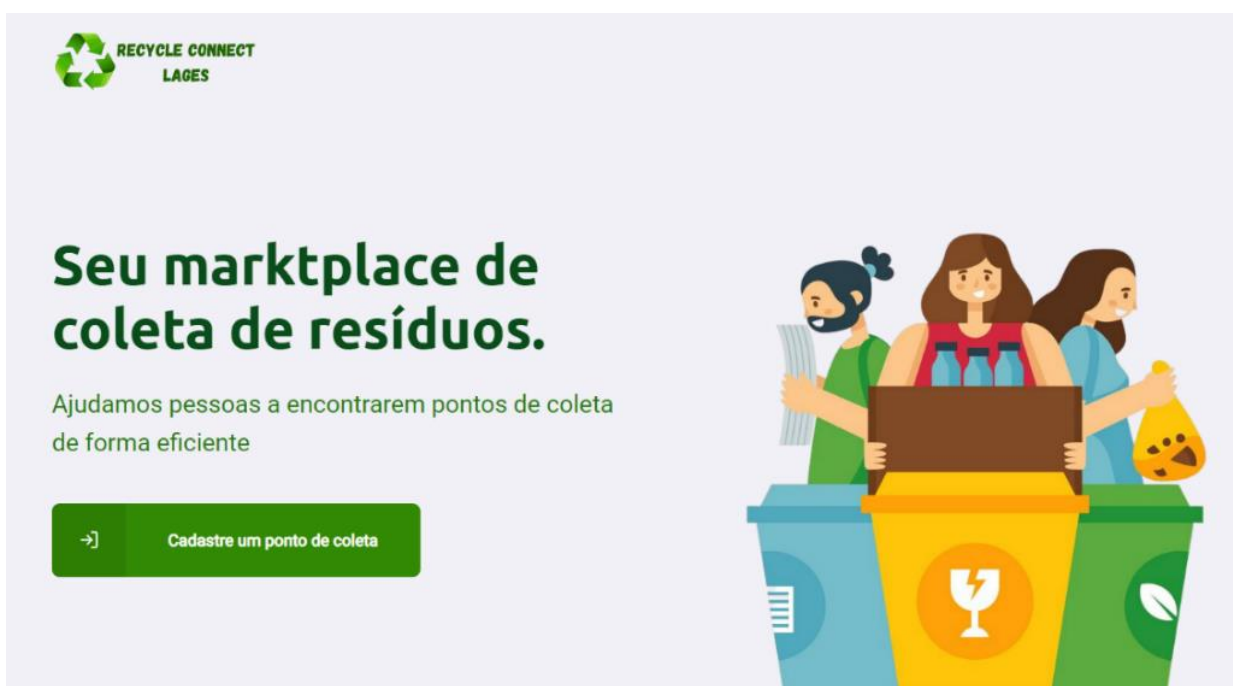 RECYCLE CONNECT
LAGES
Seu marktplace de
coleta de resíduos.
Ajudamos pessoas a encontrarem pontos de coleta
de forma eficiente
Cadastre um ponto de coleta